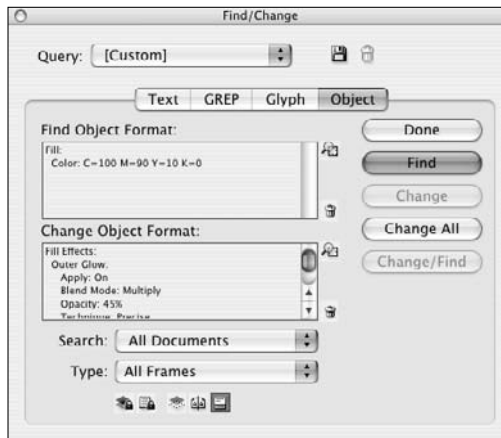 Find/Change
Query: [Custom]
Text GREP Glyph Object
Find Object Format:
Fill:
Color: C=100 M=90 Y=10 K=0
Change Object Format:
Fill Effects:
Outer Glow:
Apply: On
Blend Mode: Multiply
Opacity: 45%
Technique: Precise
Search: All Documents
Type: All Frames
Done
Find
Change
Change All
Change/Find